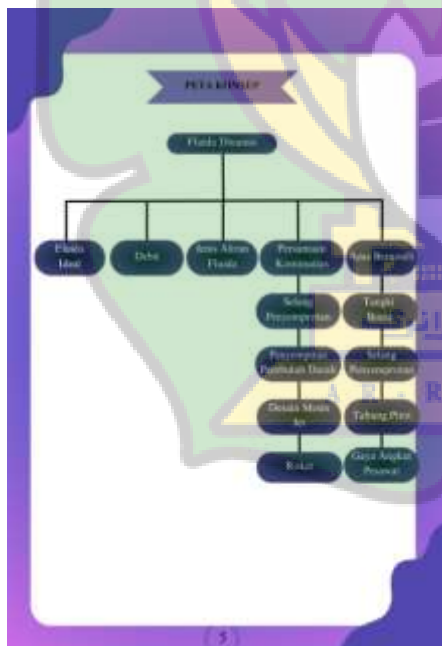 PETA KONSEP
Fluida Dinamis
Fluida
Ideal
Debit
Jenis Aliran
Fluida
Persamaan
Kontinuitas
Asas Bernoulli
Selang
Penyemprotan
Tangki
Penyempitan
Pembuluh Darah
Selang
Penyemprotan
Desain Mesin
Jet
Tabung Pitot
Roket
Gaya Angkat
Pesawat
A R - R
5